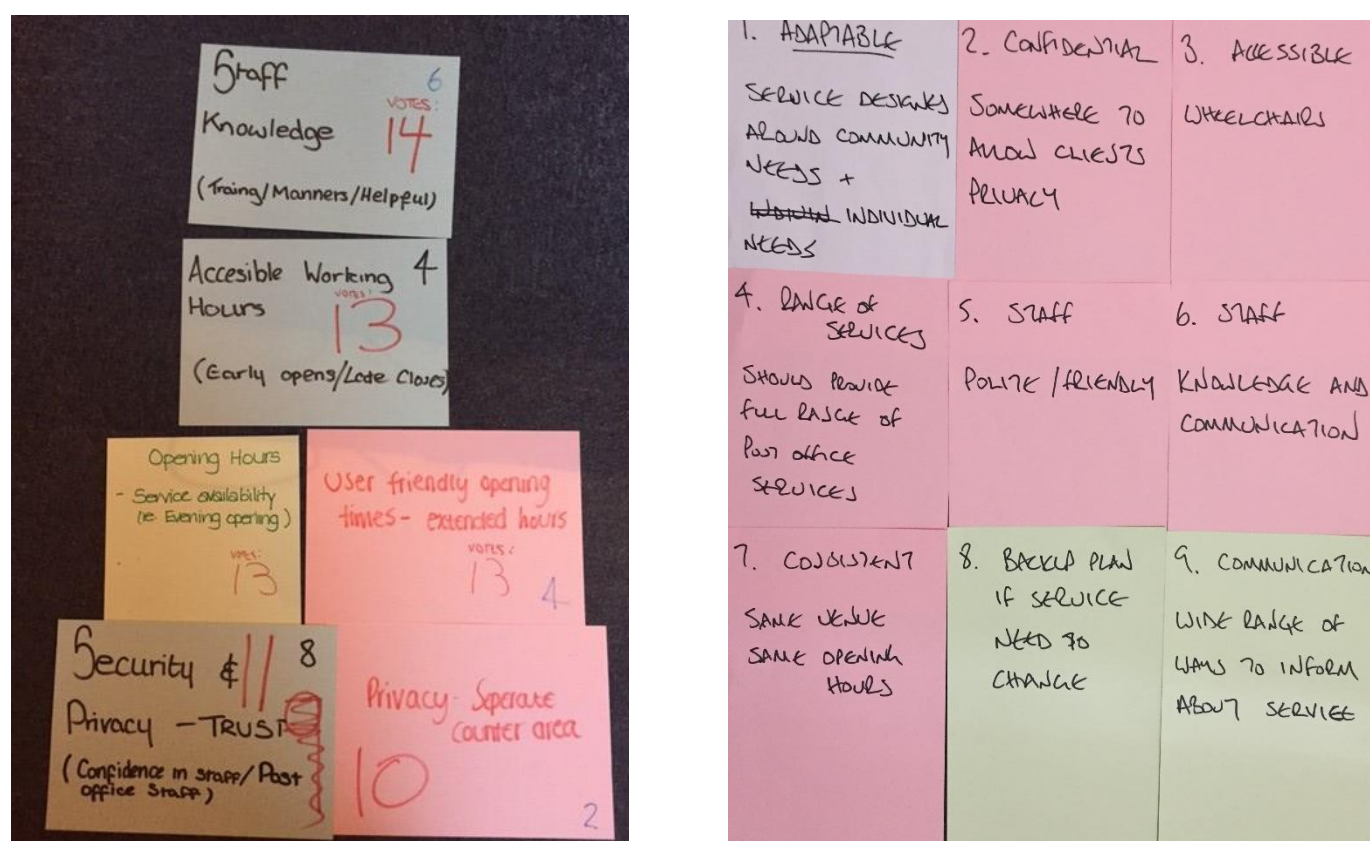 Staff 6
VOTES:
Knowledge 14
(Traing/Manners/Helpful)
Accesible Working 4
Hours VOTES:
13
(Early opens/Late Closes)
Opening Hours
- Service availability
(ie Evening opening)
VOTES:
13
User friendly opening
times - extended hours
VOTES:
13 4
Security & 11 8
Privacy - TRUST
(Confidence in staff/Post
office Staff)
Privacy - Seperate
counter area
10
2
1. ADAPTABLE
SERVICE DESIGNED
AROUND COMMUNITY
NEEDS +
INDIVIDUAL
NEEDS
2. CONFIDENTIAL
SOMEWHERE TO
ALLOW CLIENTS
PRIVACY
3. ACCESSIBLE
WHEELCHAIRS
4. RANGE OF
SERVICES
SHOULD PROVIDE
FULL RANGE OF
POST OFFICE
SERVICES
5. STAFF
POLITE / FRIENDLY
6. STAFF
KNOWLEDGE AND
COMMUNICATION
7. CONSISTENT
SAME VENUE
SAME OPENING
HOURS
8. BACKUP PLAN
IF SERVICE
NEED TO
CHANGE
9. COMMUNICATION
WIDE RANGE OF
WAYS TO INFORM
ABOUT SERVICE